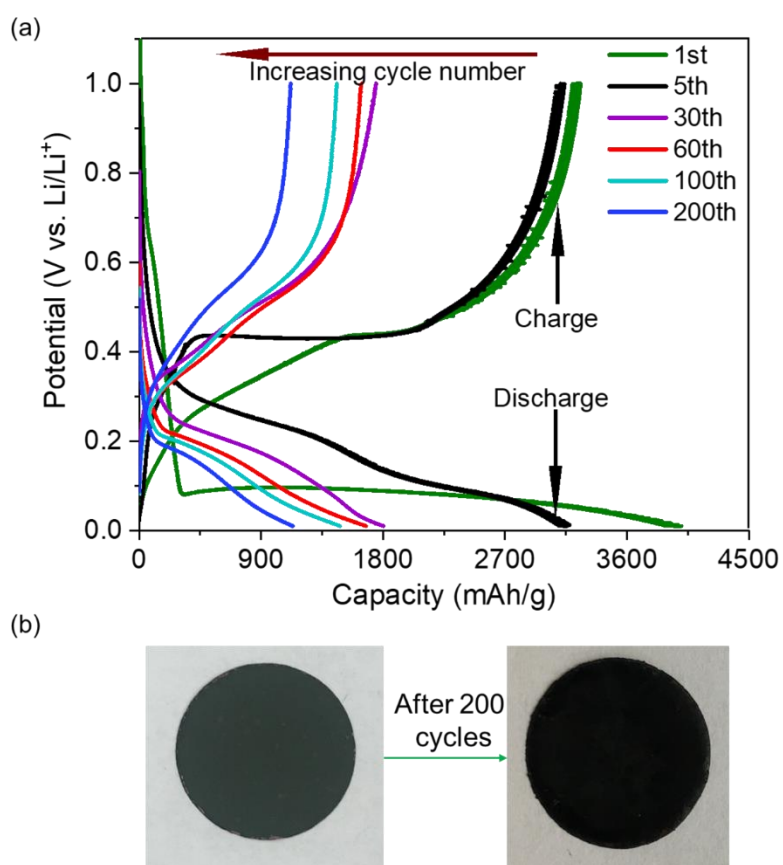 (a)
Increasing cycle number
1st
5th
30th
60th
100th
200th
Charge
Discharge
Potential (V vs. Li/Li⁺)
1.0
0.8
0.6
0.4
0.2
0.0
0
900
1800
2700
3600
4500
Capacity (mAh/g)
(b)
After 200
cycles